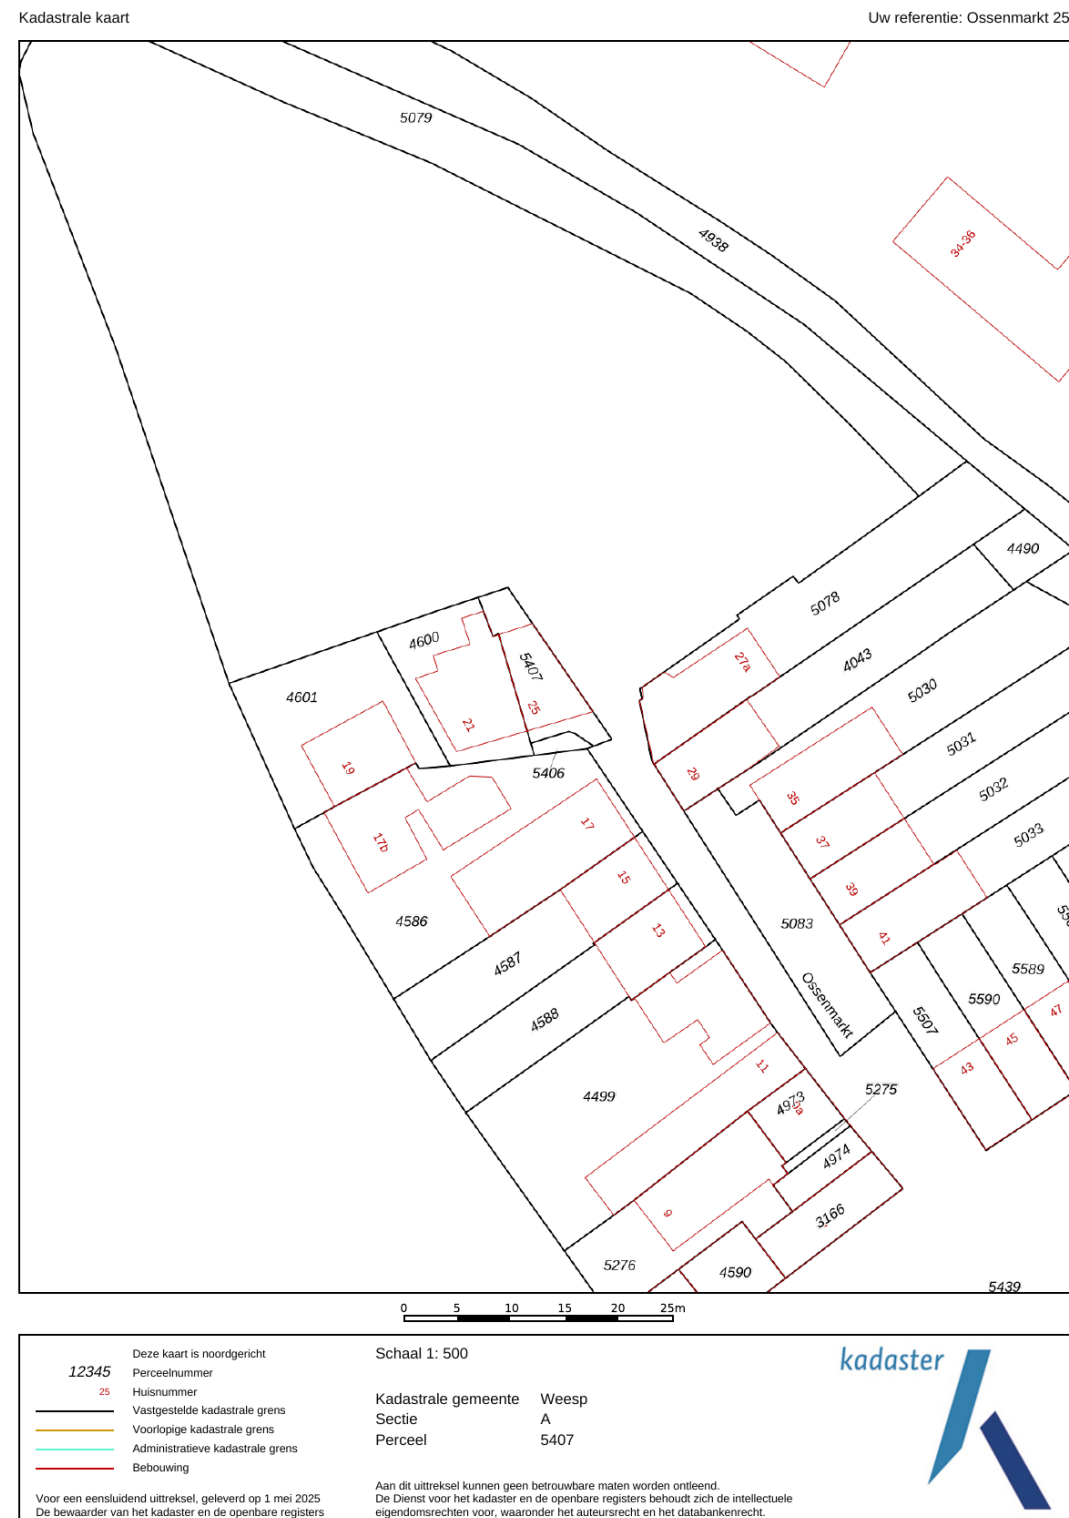 Kadastrale kaart
Uw referentie: Ossenmarkt 25
5079
4938
34-36
4490
5078
4600
27a
4043
5407
5030
4601
25
21
5031
19
29
5406
5032
35
17
5033
37
17b
15
39
4586
13
5083
41
4587
5589
Ossenmarkt
5590
47
4588
5507
45
11
43
4499
5275
4973
4974
9
3166
5276
4590
5439
0 5 10 15 20 25m
Deze kaart is noordgericht
12345 Perceelnummer
25 Huisnummer
Vastgestelde kadastrale grens
Voorlopige kadastrale grens
Administratieve kadastrale grens
Bebouwing
Schaal 1: 500
Kadastrale gemeente Weesp
Sectie A
Perceel 5407
kadaster
Voor een eensluidend uittreksel, geleverd op 1 mei 2025
De bewaarder van het kadaster en de openbare registers
Aan dit uittreksel kunnen geen betrouwbare maten worden ontleend.
De Dienst voor het kadaster en de openbare registers behoudt zich de intellectuele
eigendomsrechten voor, waaronder het auteursrecht en het databankenrecht.